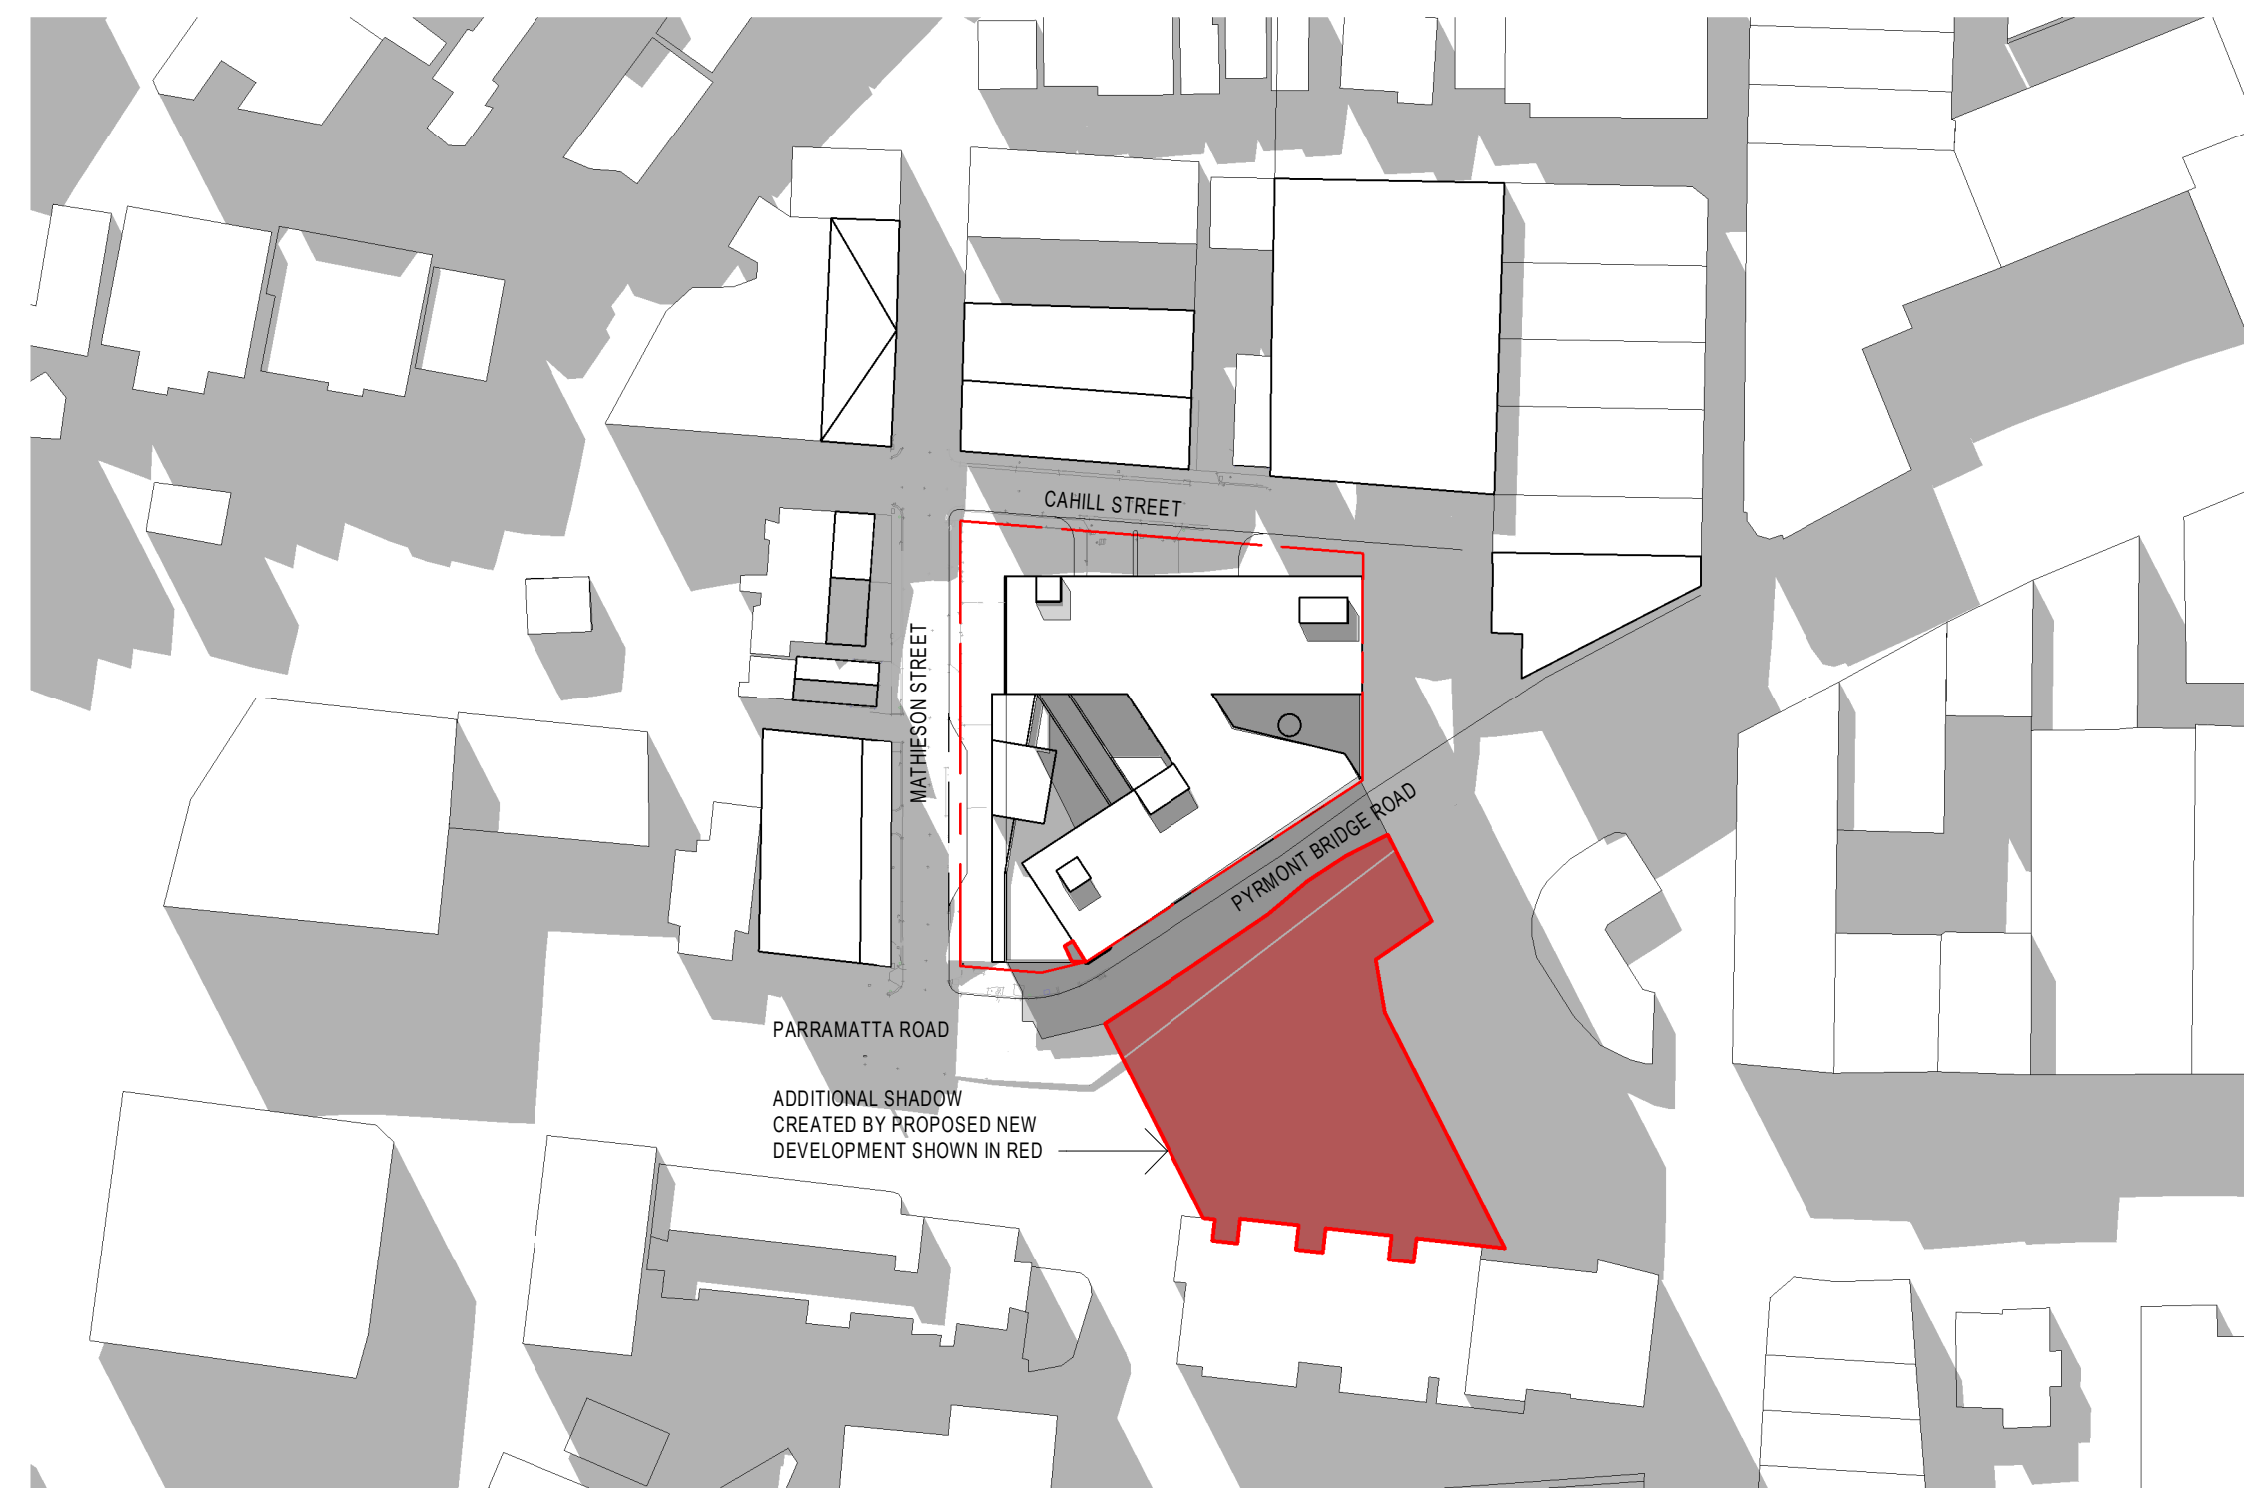 CAHILL STREET
MATHIESON STREET
PYRMONT BRIDGE ROAD
PARRAMATTA ROAD
ADDITIONAL SHADOW
CREATED BY PROPOSED NEW
DEVELOPMENT SHOWN IN RED